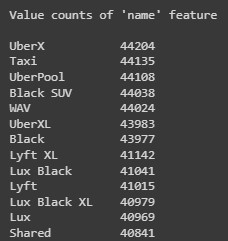 Value counts of 'name' feature
UberX 44204
Taxi 44135
UberPool 44108
Black SUV 44038
WAV 44024
UberXL 43983
Black 43977
Lyft XL 41142
Lux Black 41041
Lyft 41015
Lux Black XL 40979
Lux 40969
Shared 40841